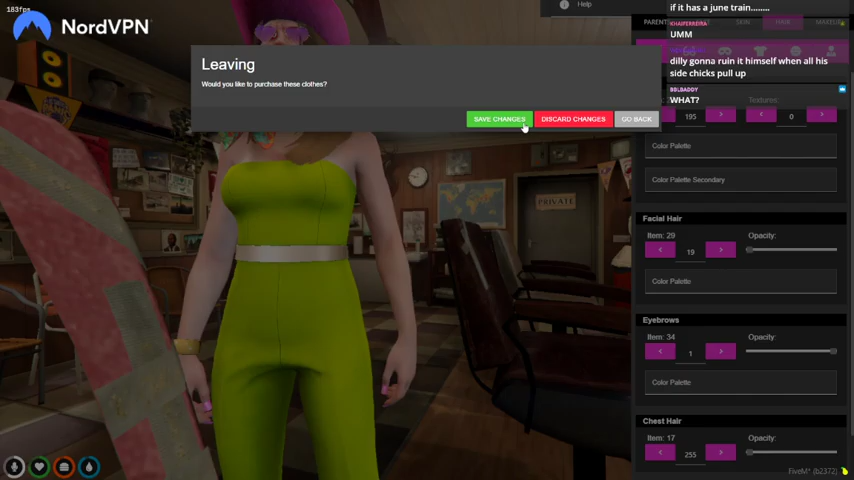 183fps
NordVPN
Help
if it has a june train........
UMM
dilly gonna ruin it himself when all his
side chicks pull up
BBLBADDY
WHAT?
PARENT
SKIN
HAIR
MAKEUP
Leaving
Would you like to purchase these clothes?
SAVE CHANGES
DISCARD CHANGES
GO BACK
Textures:
< 195 >
< 0 >
Color Palette
Color Palette Secondary
PRIVATE
Facial Hair
Item: 29
Opacity:
< 19 >
Color Palette
Eyebrows
Item: 34
Opacity:
< 1 >
Color Palette
Chest Hair
Item: 17
Opacity:
< 255 >
FiveM* (b2372)